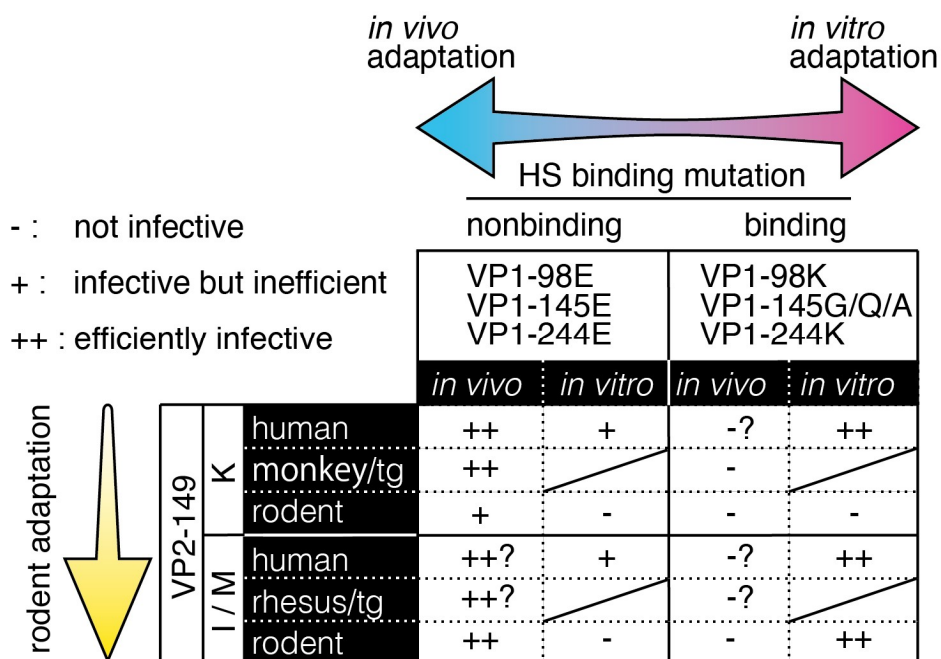 in vivo
adaptation
in vitro
adaptation
HS binding mutation
nonbinding binding
- : not infective
+ : infective but inefficient
++ : efficiently infective
VP1-98E
VP1-145E
VP1-244E
VP1-98K
VP1-145G/Q/A
VP1-244K
in vivo in vitro in vivo in vitro
rodent adaptation
VP2-149
K
human ++ + -? ++
monkey/tg ++ -
rodent + - - -
I / M
human ++? + -? ++
rhesus/tg ++? -?
rodent ++ - - ++